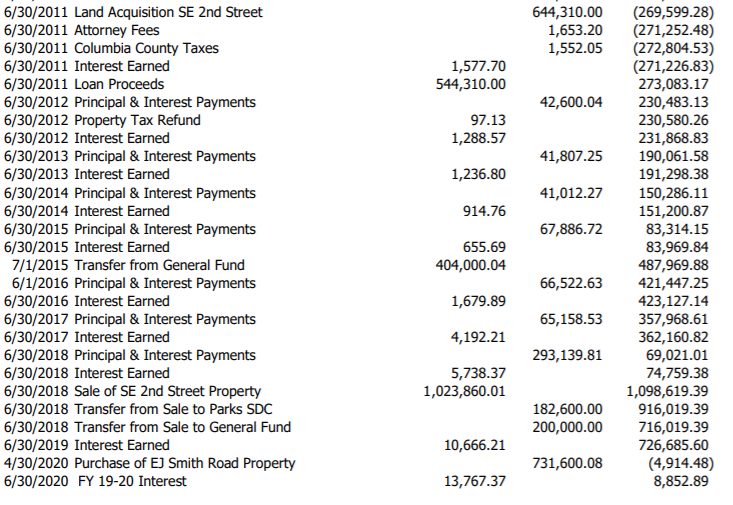 6/30/2011 Land Acquisition SE 2nd Street 644,310.00 (269,599.28)
6/30/2011 Attorney Fees 1,653.20 (271,252.48)
6/30/2011 Columbia County Taxes 1,552.05 (272,804.53)
6/30/2011 Interest Earned 1,577.70 (271,226.83)
6/30/2011 Loan Proceeds 544,310.00 273,083.17
6/30/2012 Principal & Interest Payments 42,600.04 230,483.13
6/30/2012 Property Tax Refund 97.13 230,580.26
6/30/2012 Interest Earned 1,288.57 231,868.83
6/30/2013 Principal & Interest Payments 41,807.25 190,061.58
6/30/2013 Interest Earned 1,236.80 191,298.38
6/30/2014 Principal & Interest Payments 41,012.27 150,286.11
6/30/2014 Interest Earned 914.76 151,200.87
6/30/2015 Principal & Interest Payments 67,886.72 83,314.15
6/30/2015 Interest Earned 655.69 83,969.84
7/1/2015 Transfer from General Fund 404,000.04 487,969.88
6/1/2016 Principal & Interest Payments 66,522.63 421,447.25
6/30/2016 Interest Earned 1,679.89 423,127.14
6/30/2017 Principal & Interest Payments 65,158.53 357,968.61
6/30/2017 Interest Earned 4,192.21 362,160.82
6/30/2018 Principal & Interest Payments 293,139.81 69,021.01
6/30/2018 Interest Earned 5,738.37 74,759.38
6/30/2018 Sale of SE 2nd Street Property 1,023,860.01 1,098,619.39
6/30/2018 Transfer from Sale to Parks SDC 182,600.00 916,019.39
6/30/2018 Transfer from Sale to General Fund 200,000.00 716,019.39
6/30/2019 Interest Earned 10,666.21 726,685.60
4/30/2020 Purchase of EJ Smith Road Property 731,600.08 (4,914.48)
6/30/2020 FY 19-20 Interest 13,767.37 8,852.89